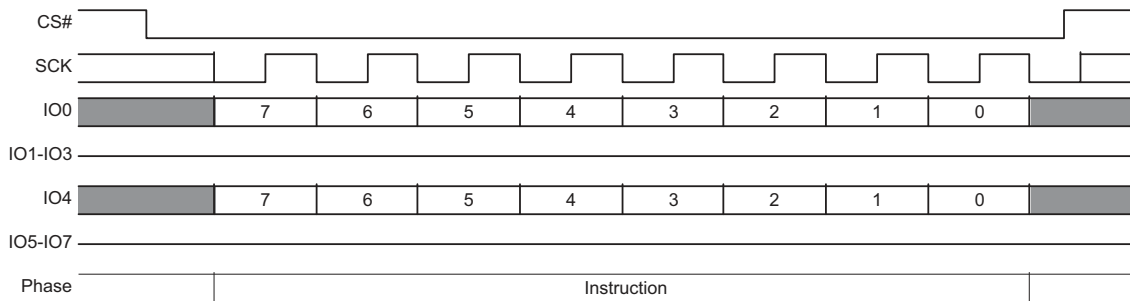 CS#
SCK
IO0 7 6 5 4 3 2 1 0
IO1-IO3
IO4 7 6 5 4 3 2 1 0
IO5-IO7
Phase Instruction